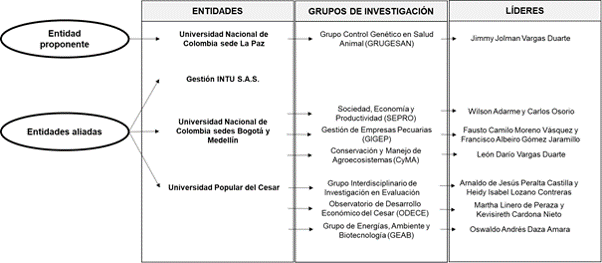 ENTIDADES
GRUPOS DE INVESTIGACIÓN
LÍDERES
Entidad
proponente
Universidad Nacional de
Colombia sede La Paz
Grupo Control Genético en Salud
Animal (GRUGESAN)
Jimmy Jolman Vargas Duarte
Entidades aliadas
Gestión INTU S.A.S.
Universidad Nacional de
Colombia sedes Bogotá y
Medellín
Sociedad, Economía y
Productividad (SEPRO)
Wilson Adarme y Carlos Osorio
Gestión de Empresas Pecuarias
(GIGEP)
Fausto Camilo Moreno Vásquez y
Francisco Albeiro Gómez Jaramillo
Conservación y Manejo de
Agroecosistemas (CyMA)
León Darío Vargas Duarte
Universidad Popular del Cesar
Grupo Interdisciplinario de
Investigación en Evaluación
Arnaldo de Jesús Peralta Castilla y
Heidy Isabel Lozano Contreras
Observatorio de Desarrollo
Económico del Cesar (ODECE)
Martha Linero de Peraza y
Kevisireth Cardona Nieto
Grupo de Energías, Ambiente y
Biotecnología (GEAB)
Oswaldo Andrés Daza Amara